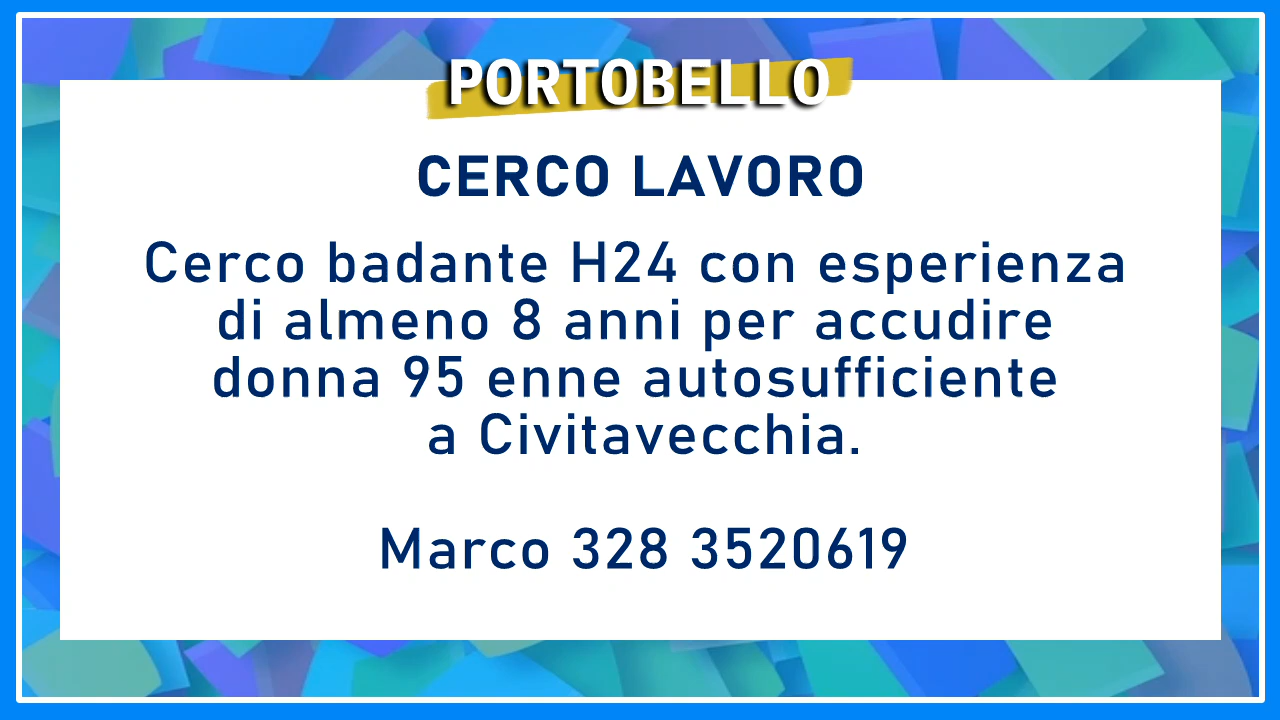 PORTOBELLO
CERCO LAVORO
Cerco badante H24 con esperienza
di almeno 8 anni per accudire
donna 95 enne autosufficiente
a Civitavecchia.
Marco 328 3520619